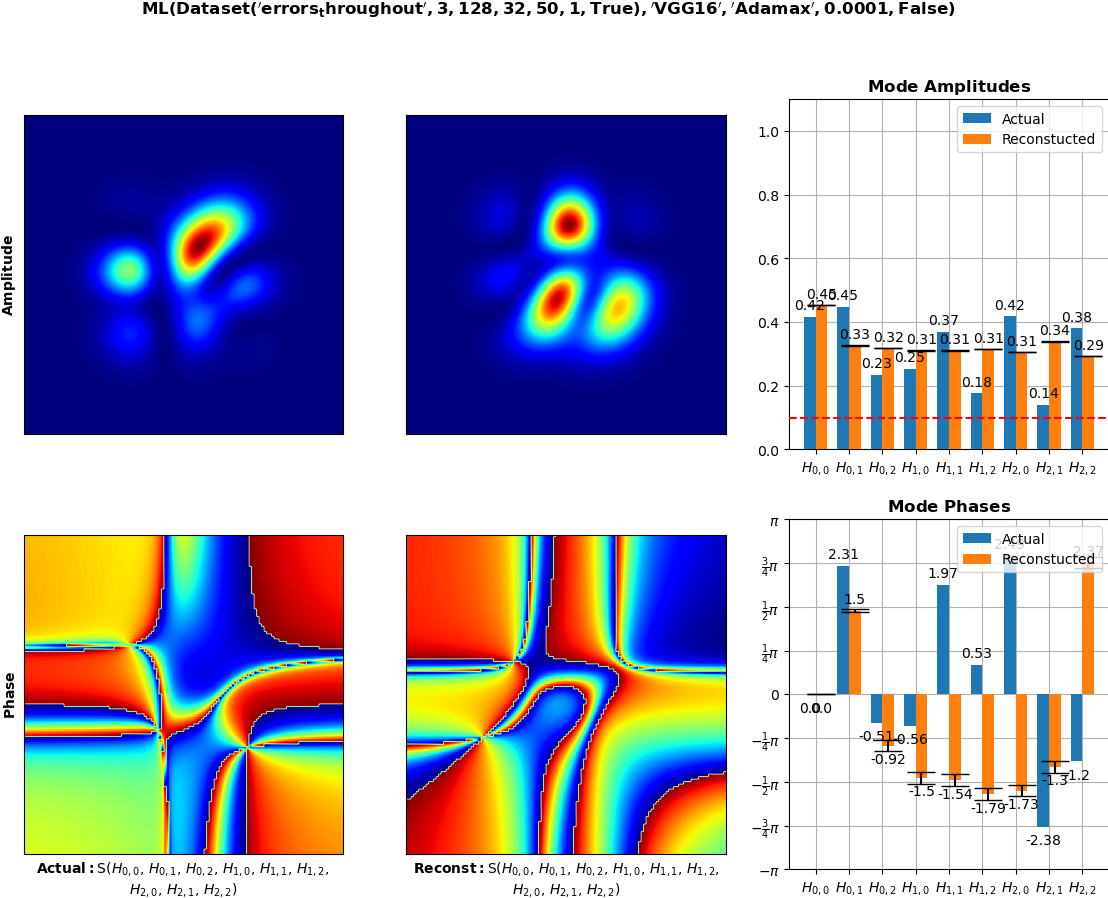 ML(Dataset('errors_throughout', 3, 128, 32, 50, 1, True), 'VGG16', 'Adamax', 0.0001, False)
Amplitude
Mode Amplitudes
Actual
Reconstucted
1.0
0.8
0.6
0.4
0.2
0.0
0.42 0.45 0.45 0.33 0.23 0.32 0.25 0.31 0.37 0.31 0.18 0.31 0.42 0.31 0.14 0.34 0.38 0.29
H0,0 H0,1 H0,2 H1,0 H1,1 H1,2 H2,0 H2,1 H2,2
Phase
Mode Phases
Actual
Reconstucted
π
3/4π
1/2π
1/4π
0
−1/4π
−1/2π
−3/4π
−π
0.0 0.0 2.31 1.5 -0.51 -0.92 -0.56 -1.5 1.97 -1.54 0.53 -1.79 -1.73 -2.38 -1.3 -1.2 2.37
H0,0 H0,1 H0,2 H1,0 H1,1 H1,2 H2,0 H2,1 H2,2
Actual: S(H0,0, H0,1, H0,2, H1,0, H1,1, H1,2,
H2,0, H2,1, H2,2)
Reconst: S(H0,0, H0,1, H0,2, H1,0, H1,1, H1,2,
H2,0, H2,1, H2,2)